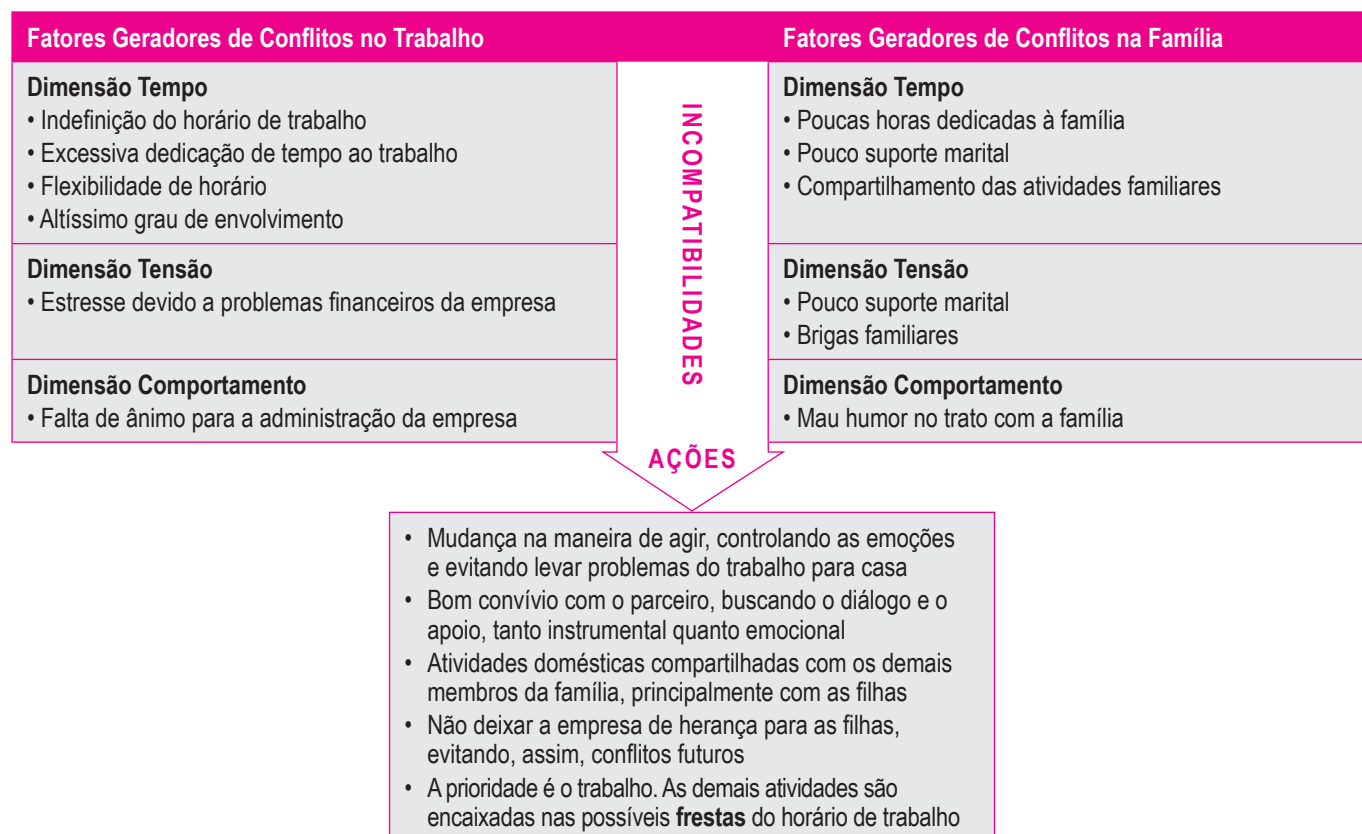 Fatores Geradores de Conflitos no Trabalho
Fatores Geradores de Conflitos na Família
Dimensão Tempo
• Indefinição do horário de trabalho
• Excessiva dedicação de tempo ao trabalho
• Flexibilidade de horário
• Altíssimo grau de envolvimento
INCOMPATIBILIDADES
Dimensão Tempo
• Poucas horas dedicadas à família
• Pouco suporte marital
• Compartilhamento das atividades familiares
Dimensão Tensão
• Estresse devido a problemas financeiros da empresa
Dimensão Tensão
• Pouco suporte marital
• Brigas familiares
Dimensão Comportamento
• Falta de ânimo para a administração da empresa
Dimensão Comportamento
• Mau humor no trato com a família
AÇÕES
• Mudança na maneira de agir, controlando as emoções
e evitando levar problemas do trabalho para casa
• Bom convívio com o parceiro, buscando o diálogo e o
apoio, tanto instrumental quanto emocional
• Atividades domésticas compartilhadas com os demais
membros da família, principalmente com as filhas
• Não deixar a empresa de herança para as filhas,
evitando, assim, conflitos futuros
• A prioridade é o trabalho. As demais atividades são
encaixadas nas possíveis frestas do horário de trabalho